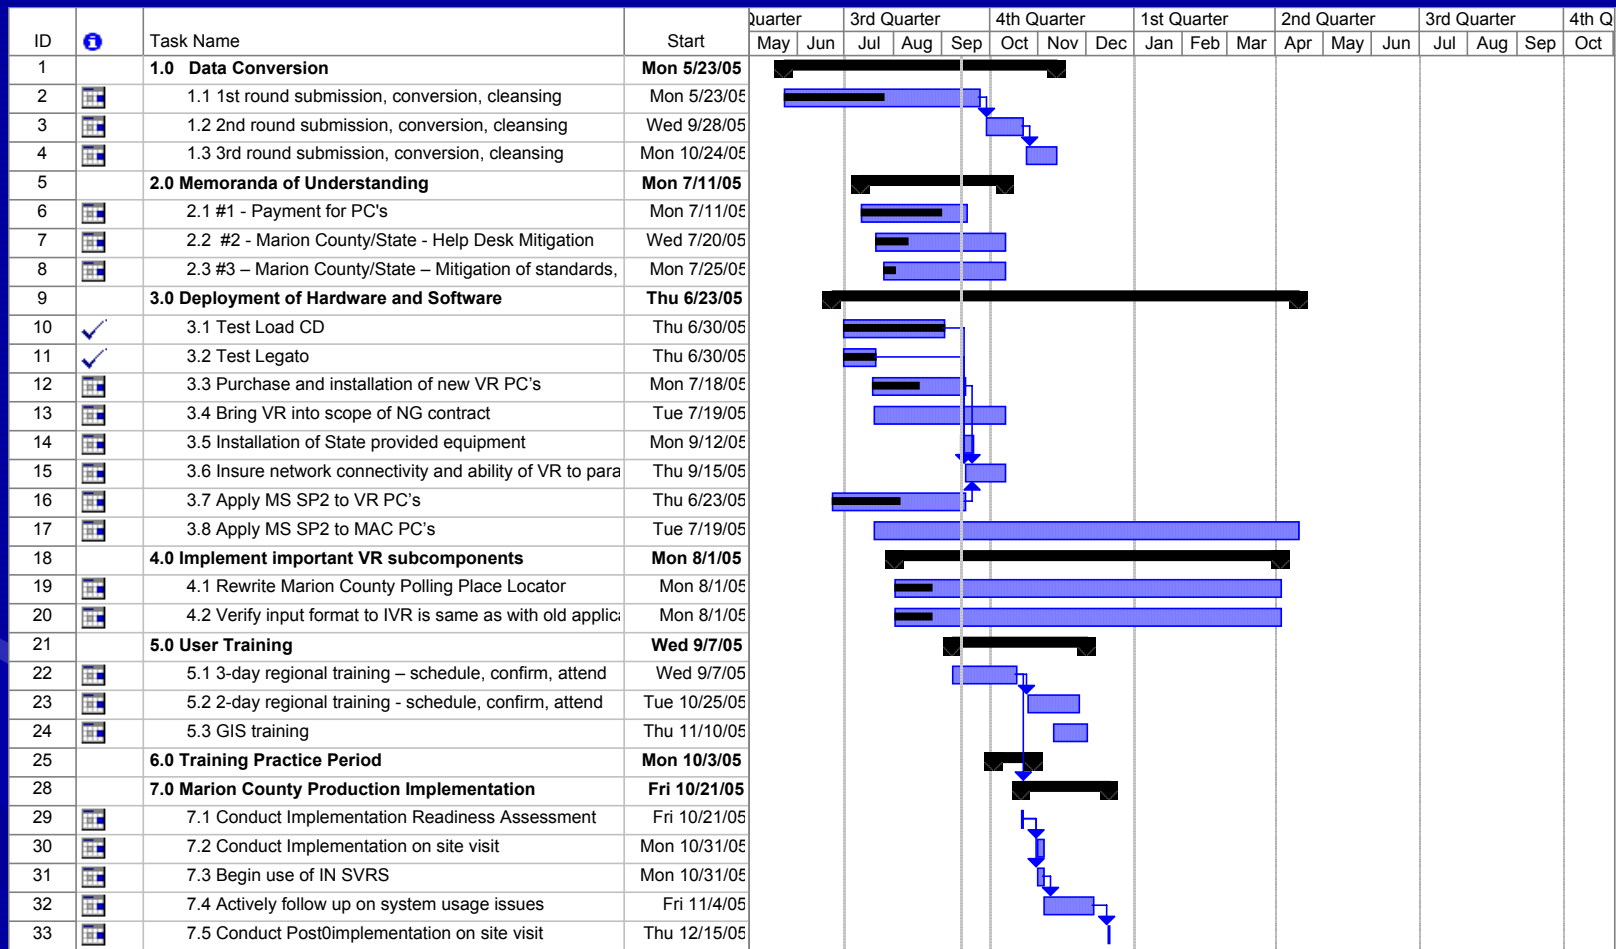 Quarter 3rd Quarter 4th Quarter 1st Quarter 2nd Quarter 3rd Quarter 4th Q
ID Task Name Start May Jun Jul Aug Sep Oct Nov Dec Jan Feb Mar Apr May Jun Jul Aug Sep Oct
1 1.0 Data Conversion Mon 5/23/05
2 1.1 1st round submission, conversion, cleansing Mon 5/23/05
3 1.2 2nd round submission, conversion, cleansing Wed 9/28/05
4 1.3 3rd round submission, conversion, cleansing Mon 10/24/05
5 2.0 Memoranda of Understanding Mon 7/11/05
6 2.1 #1 - Payment for PC's Mon 7/11/05
7 2.2 #2 - Marion County/State - Help Desk Mitigation Wed 7/20/05
8 2.3 #3 – Marion County/State – Mitigation of standards, Mon 7/25/05
9 3.0 Deployment of Hardware and Software Thu 6/23/05
10 3.1 Test Load CD Thu 6/30/05
11 3.2 Test Legato Thu 6/30/05
12 3.3 Purchase and installation of new VR PC's Mon 7/18/05
13 3.4 Bring VR into scope of NG contract Tue 7/19/05
14 3.5 Installation of State provided equipment Mon 9/12/05
15 3.6 Insure network connectivity and ability of VR to para Thu 9/15/05
16 3.7 Apply MS SP2 to VR PC's Thu 6/23/05
17 3.8 Apply MS SP2 to MAC PC's Tue 7/19/05
18 4.0 Implement important VR subcomponents Mon 8/1/05
19 4.1 Rewrite Marion County Polling Place Locator Mon 8/1/05
20 4.2 Verify input format to IVR is same as with old applica Mon 8/1/05
21 5.0 User Training Wed 9/7/05
22 5.1 3-day regional training – schedule, confirm, attend Wed 9/7/05
23 5.2 2-day regional training - schedule, confirm, attend Tue 10/25/05
24 5.3 GIS training Thu 11/10/05
25 6.0 Training Practice Period Mon 10/3/05
28 7.0 Marion County Production Implementation Fri 10/21/05
29 7.1 Conduct Implementation Readiness Assessment Fri 10/21/05
30 7.2 Conduct Implementation on site visit Mon 10/31/05
31 7.3 Begin use of IN SVRS Mon 10/31/05
32 7.4 Actively follow up on system usage issues Fri 11/4/05
33 7.5 Conduct Post0implementation on site visit Thu 12/15/05